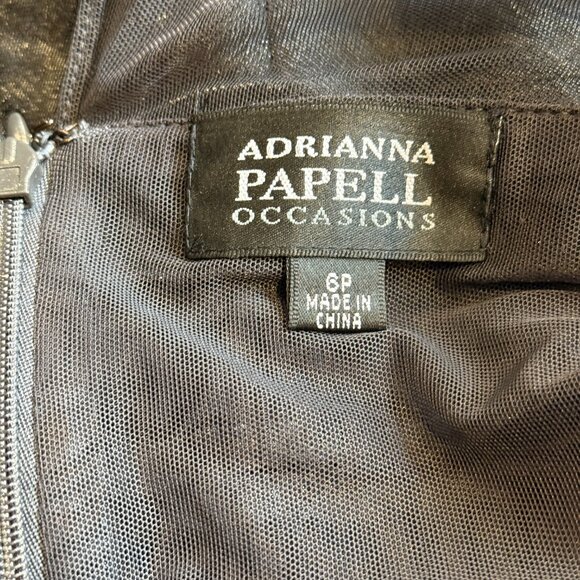 ADRIANNA
PAPELL
OCCASIONS
6P
MADE IN
CHINA